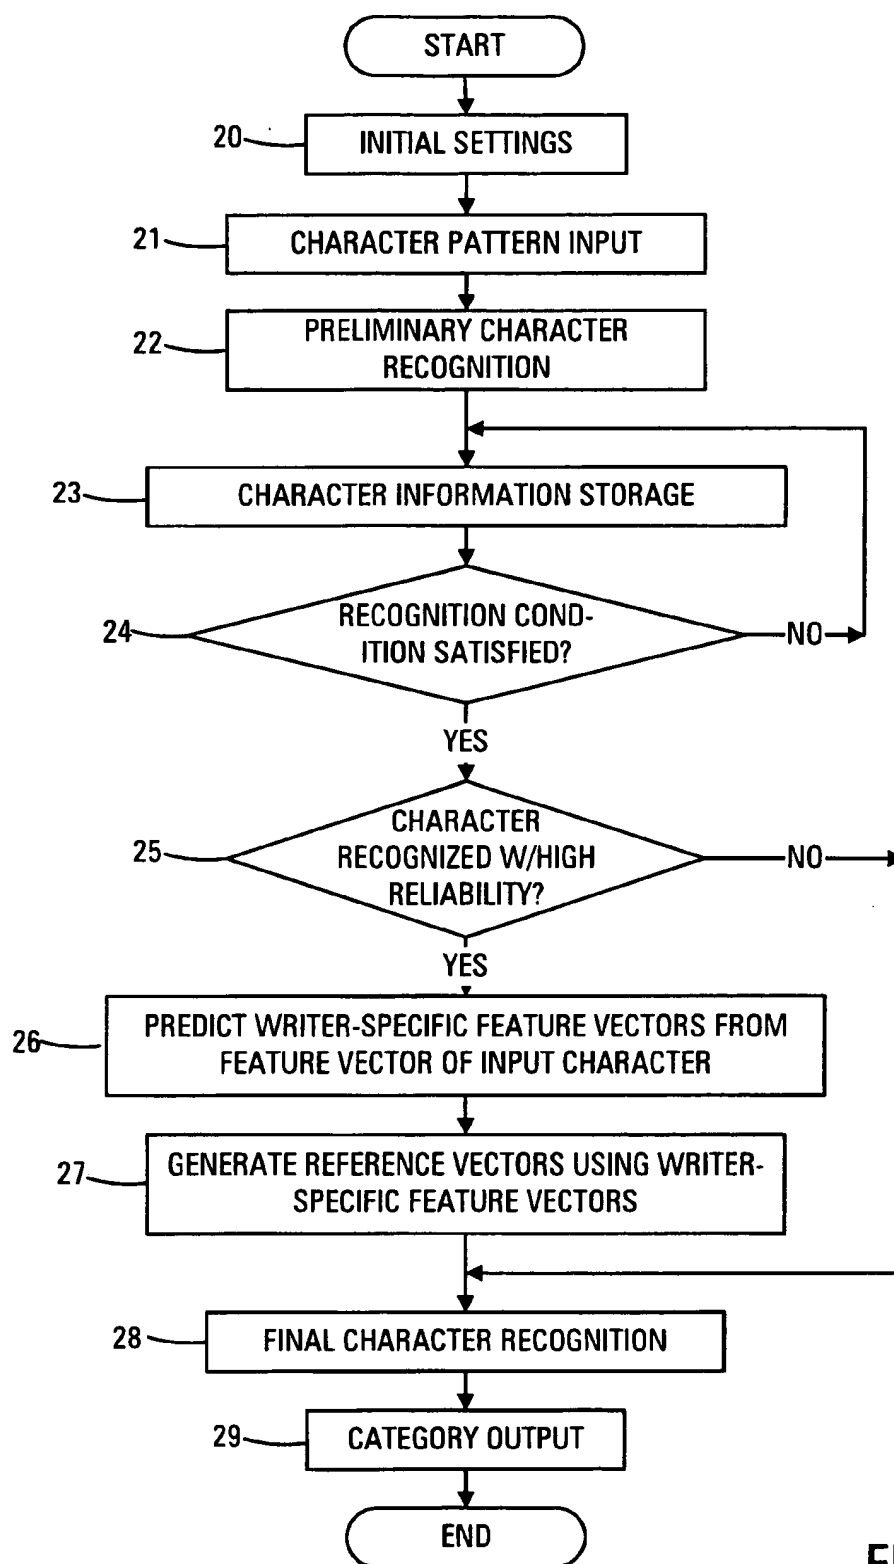 START
20
INITIAL SETTINGS
21
CHARACTER PATTERN INPUT
22
PRELIMINARY CHARACTER
RECOGNITION
23
CHARACTER INFORMATION STORAGE
24
RECOGNITION COND-
ITION SATISFIED?
NO
YES
25
CHARACTER
RECOGNIZED W/HIGH
RELIABILITY?
NO
YES
26
PREDICT WRITER-SPECIFIC FEATURE VECTORS FROM
FEATURE VECTOR OF INPUT CHARACTER
27
GENERATE REFERENCE VECTORS USING WRITER-
SPECIFIC FEATURE VECTORS
28
FINAL CHARACTER RECOGNITION
29
CATEGORY OUTPUT
END